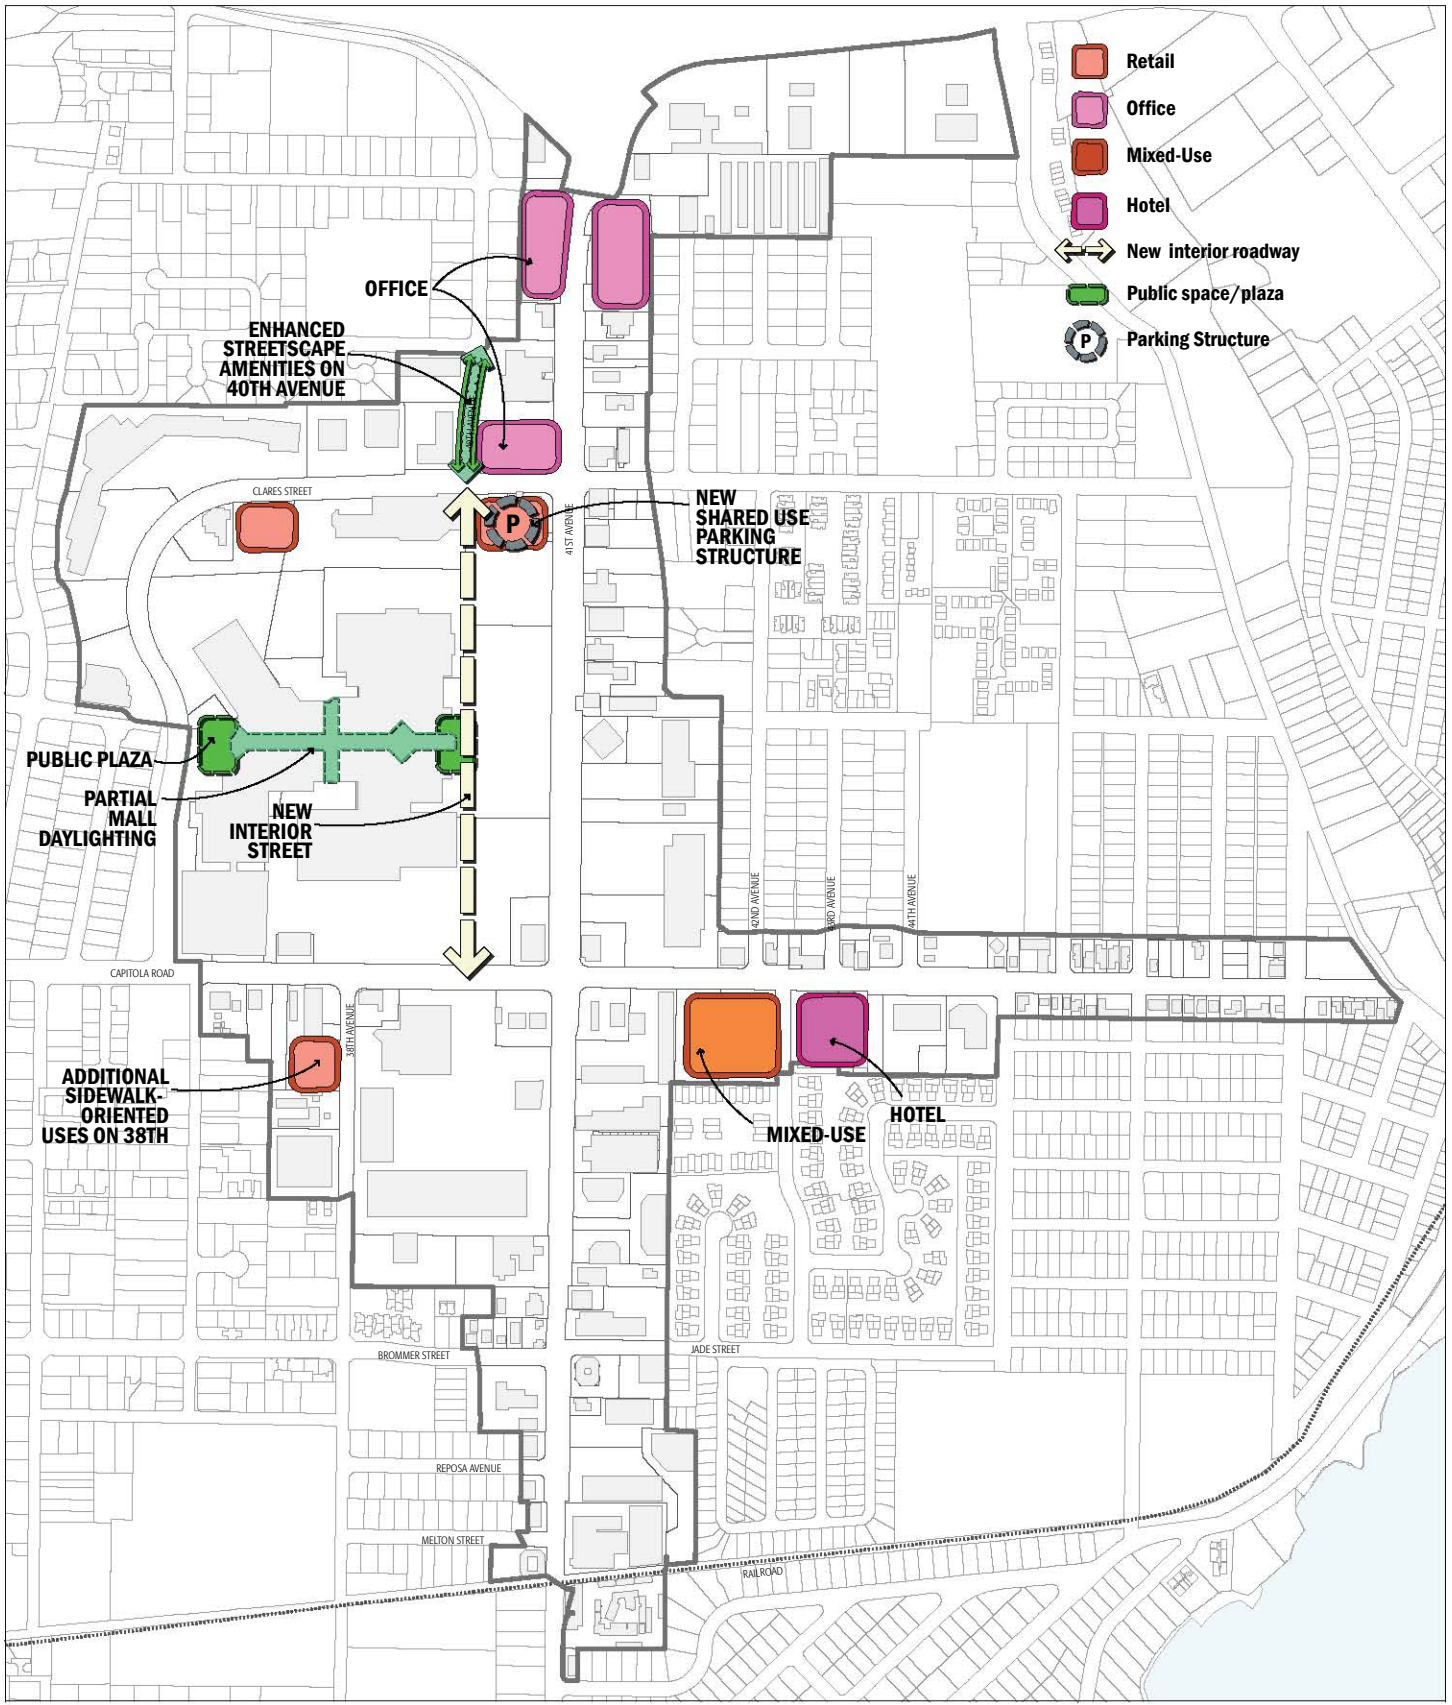 Retail
Office
Mixed-Use
Hotel
New interior roadway
Public space/plaza
P
Parking Structure
OFFICE
ENHANCED
STREETSCAPE
AMENITIES ON
40TH AVENUE
40TH AVENUE
CLARES STREET
P
41ST AVENUE
NEW
SHARED USE
PARKING
STRUCTURE
PUBLIC PLAZA
PARTIAL
MALL
DAYLIGHTING
NEW
INTERIOR
STREET
42ND AVENUE
43RD AVENUE
44TH AVENUE
CAPITOLA ROAD
38TH AVENUE
ADDITIONAL
SIDEWALK-
ORIENTED
USES ON 38TH
MIXED-USE
HOTEL
BROMMER STREET
JADE STREET
REPOSA AVENUE
MELTON STREET
RAILROAD